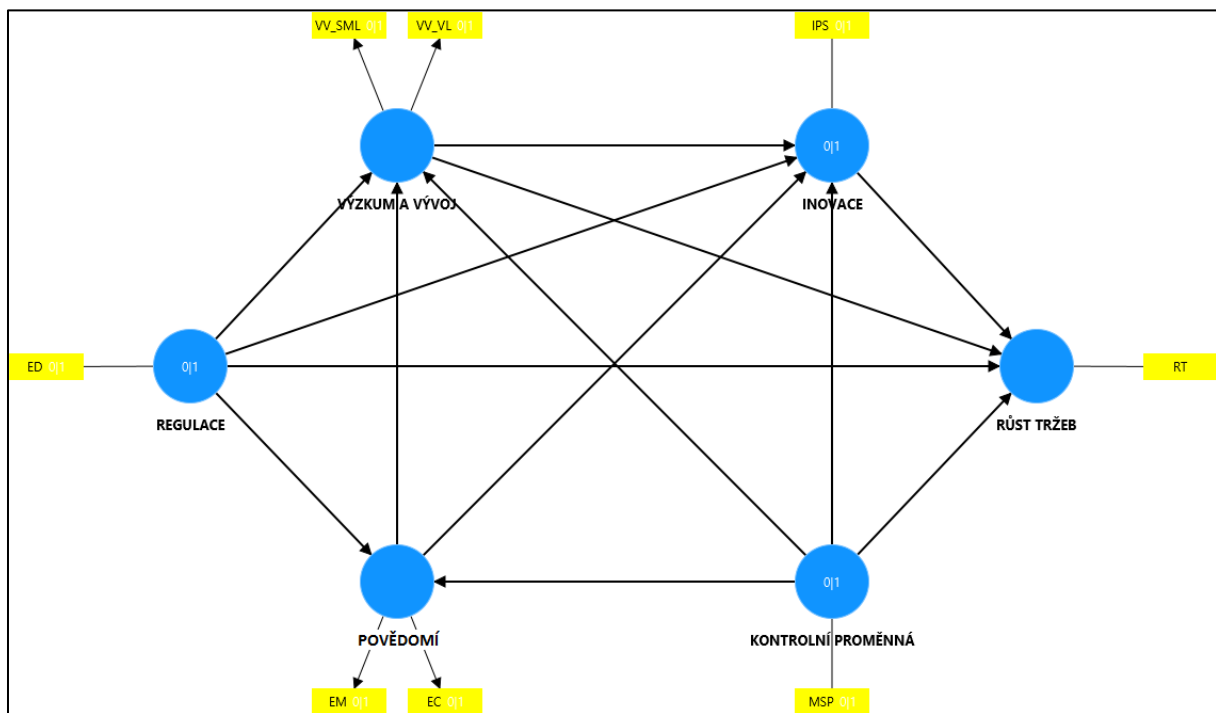 VV_SML 0|1
VV_VL 0|1
IPS 0|1
0|1
VÝZKUM A VÝVOJ
INOVACE
ED 0|1
0|1
RT
REGULACE
RŮST TRŽEB
0|1
POVĚDOMÍ
KONTROLNÍ PROMĚNNÁ
EM 0|1
EC 0|1
MSP 0|1